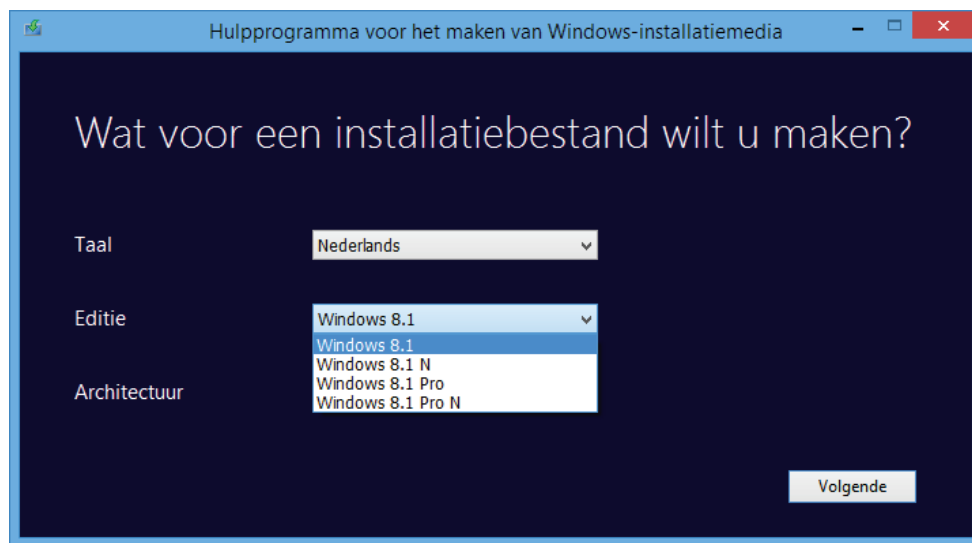 Hulpprogramma voor het maken van Windows-installatiemedia
Wat voor een installatiebestand wilt u maken?
Taal
Nederlands
Editie
Windows 8.1
Windows 8.1
Windows 8.1 N
Windows 8.1 Pro
Windows 8.1 Pro N
Architectuur
Volgende